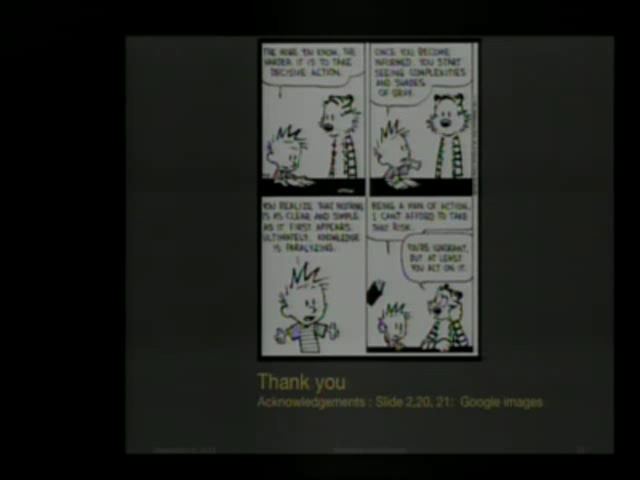 THE MORE YOU KNOW, THE
HARDER IT IS TO TAKE
DECISIVE ACTION.
ONCE YOU BECOME
INFORMED, YOU START
SEEING COMPLEXITIES
AND SHADES
OF GRAY.
YOU REALIZE THAT NOTHING
IS AS CLEAR AND SIMPLE
AS IT FIRST APPEARS.
ULTIMATELY, KNOWLEDGE
IS PARALYZING.
BEING A MAN OF ACTION,
I CAN'T AFFORD TO TAKE
THAT RISK.
YOU'RE IGNORANT,
BUT AT LEAST
YOU ACT ON IT.
Thank you
Acknowledgements : Slide 2,20, 21: Google images